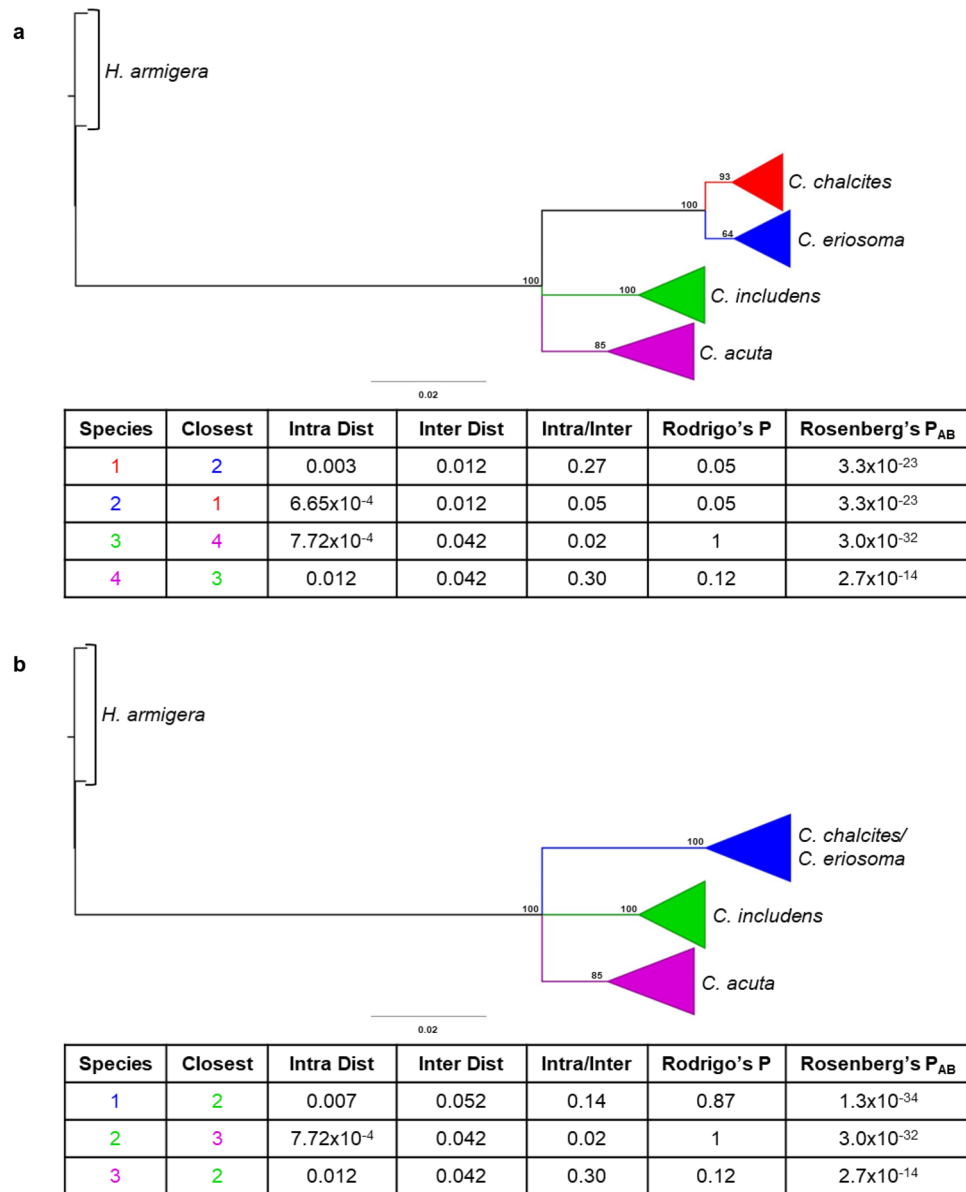 a
H. armigera
93
C. chalcites
100
64
C. eriosoma
100
100
C. includens
85
C. acuta
0.02
Species Closest Intra Dist Inter Dist Intra/Inter Rodrigo's P Rosenberg's PAB
1 2 0.003 0.012 0.27 0.05 3.3x10-23
2 1 6.65x10-4 0.012 0.05 0.05 3.3x10-23
3 4 7.72x10-4 0.042 0.02 1 3.0x10-32
4 3 0.012 0.042 0.30 0.12 2.7x10-14
b
H. armigera
100
C. chalcites/
C. eriosoma
100
100
C. includens
85
C. acuta
0.02
Species Closest Intra Dist Inter Dist Intra/Inter Rodrigo's P Rosenberg's PAB
1 2 0.007 0.052 0.14 0.87 1.3x10-34
2 3 7.72x10-4 0.042 0.02 1 3.0x10-32
3 2 0.012 0.042 0.30 0.12 2.7x10-14